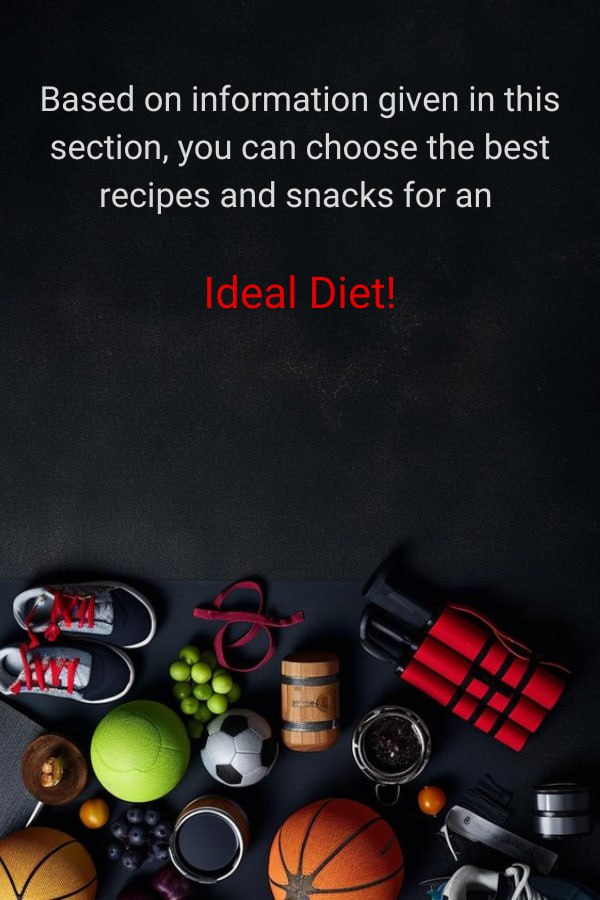 Based on information given in this
section, you can choose the best
recipes and snacks for an
Ideal Diet!